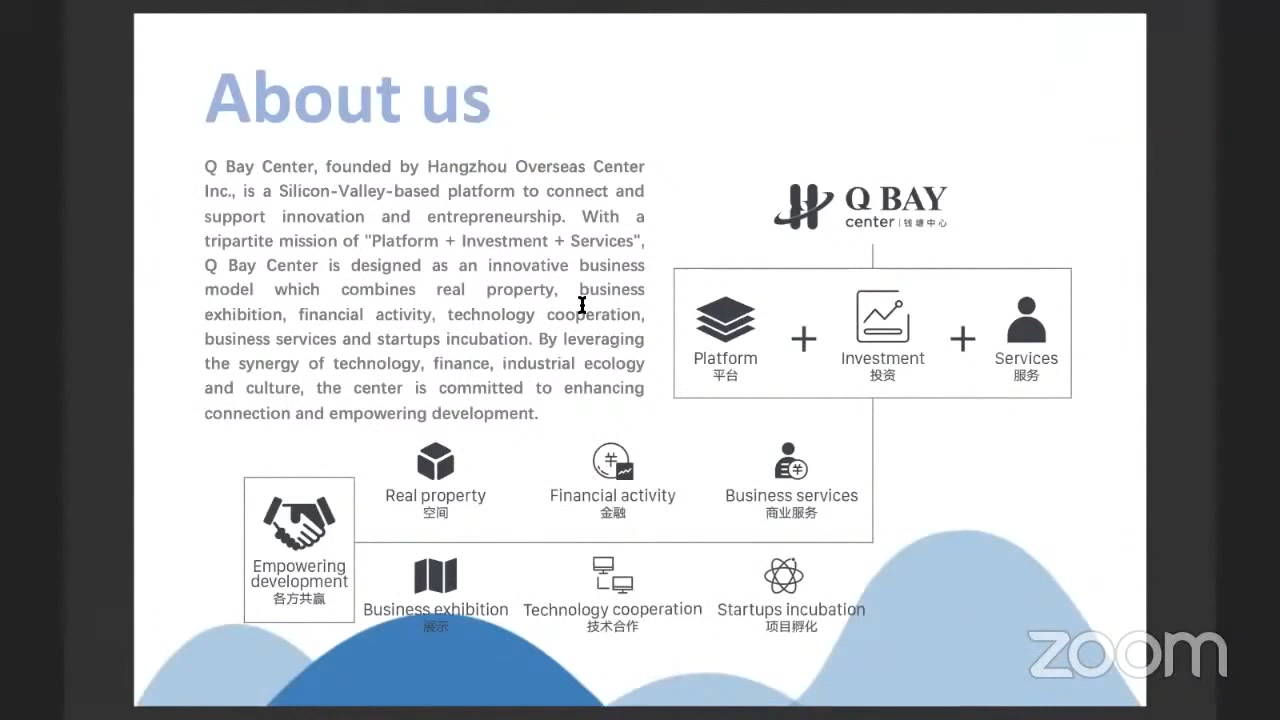 About us
Q Bay Center, founded by Hangzhou Overseas Center
Inc., is a Silicon-Valley-based platform to connect and
support innovation and entrepreneurship. With a
tripartite mission of "Platform + Investment + Services",
Q Bay Center is designed as an innovative business
model which combines real property, business
exhibition, financial activity, technology cooperation,
business services and startups incubation. By leveraging
the synergy of technology, finance, industrial ecology
and culture, the center is committed to enhancing
connection and empowering development.
Q BAY
center | 钱塘中心
Platform + Investment + Services
平台 投资 服务
Real property Financial activity Business services
空间 金融 商业服务
Empowering
development
各方共赢
Business exhibition Technology cooperation Startups incubation
展示 技术合作 项目孵化
zoom